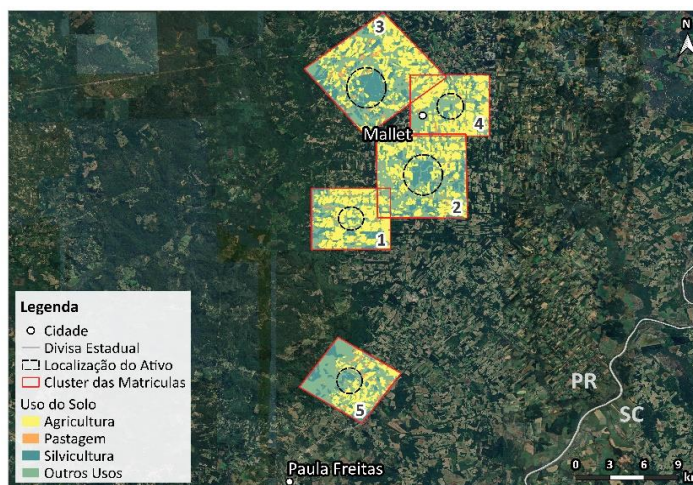 N
3
4
Mallet
2
1
5
Legenda
Cidade
Divisa Estadual
Localização do Ativo
Cluster das Matriculas
Uso do Solo
Agricultura
Pastagem
Silvicultura
Outros Usos
PR
SC
Paula Freitas
0 3 6 9